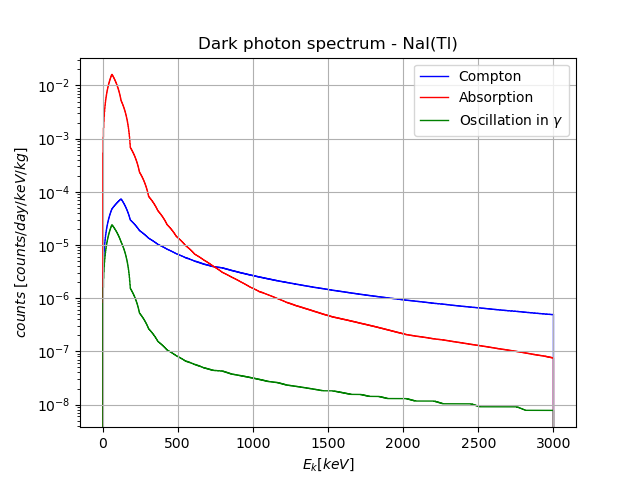 Dark photon spectrum - NaI(Tl)
Compton
Absorption
Oscillation in γ
counts [counts/day/keV/kg]
10⁻²
10⁻³
10⁻⁴
10⁻⁵
10⁻⁶
10⁻⁷
10⁻⁸
0 500 1000 1500 2000 2500 3000
Eₖ[keV]